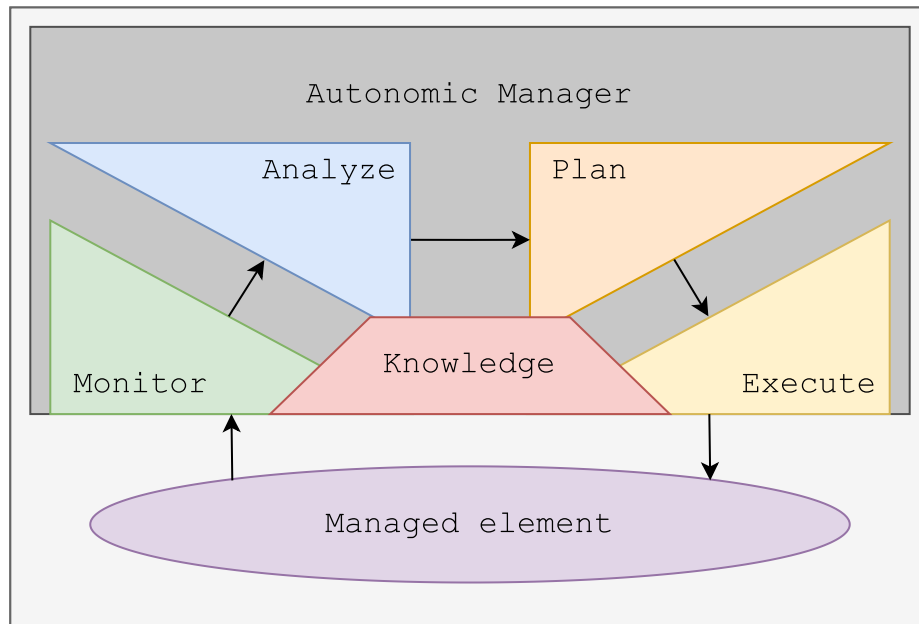 Autonomic Manager
Analyze
Plan
Monitor
Knowledge
Execute
Managed element